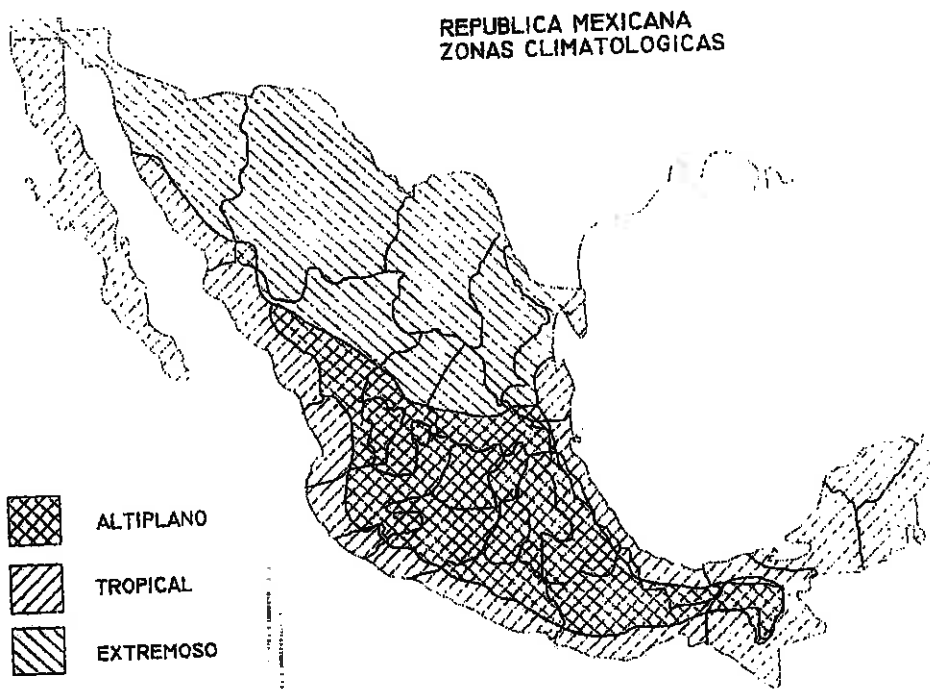 REPUBLICA MEXICANA
ZONAS CLIMATOLOGICAS
ALTIPLANO
TROPICAL
EXTREMOSO